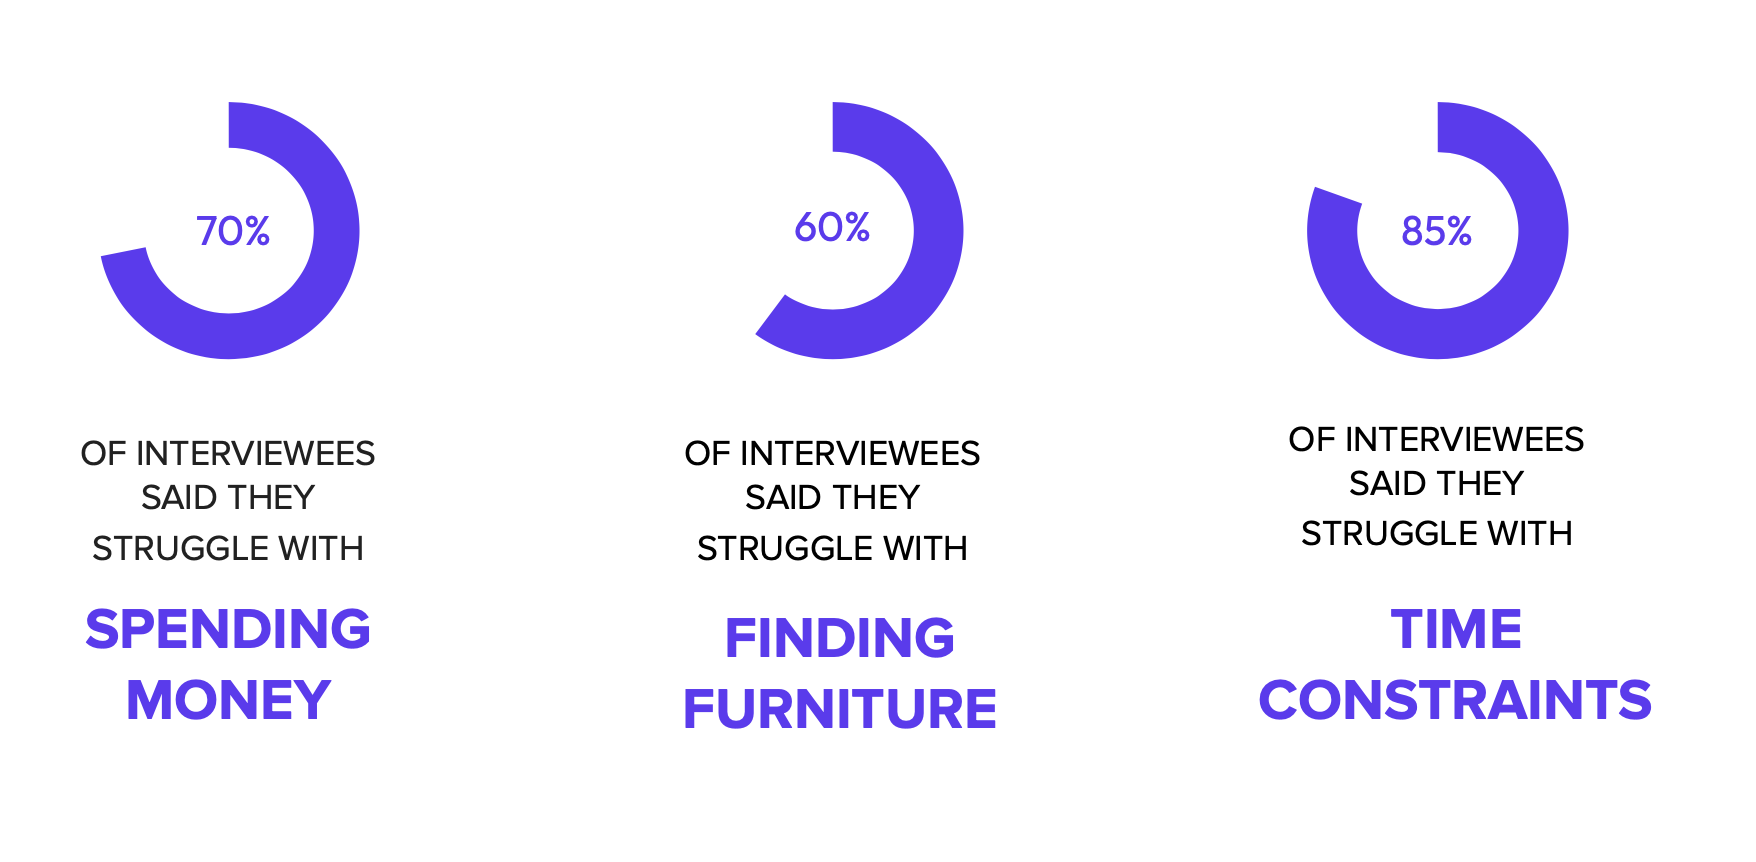 70%
OF INTERVIEWEES
SAID THEY
STRUGGLE WITH
SPENDING
MONEY
60%
OF INTERVIEWEES
SAID THEY
STRUGGLE WITH
FINDING
FURNITURE
85%
OF INTERVIEWEES
SAID THEY
STRUGGLE WITH
TIME
CONSTRAINTS